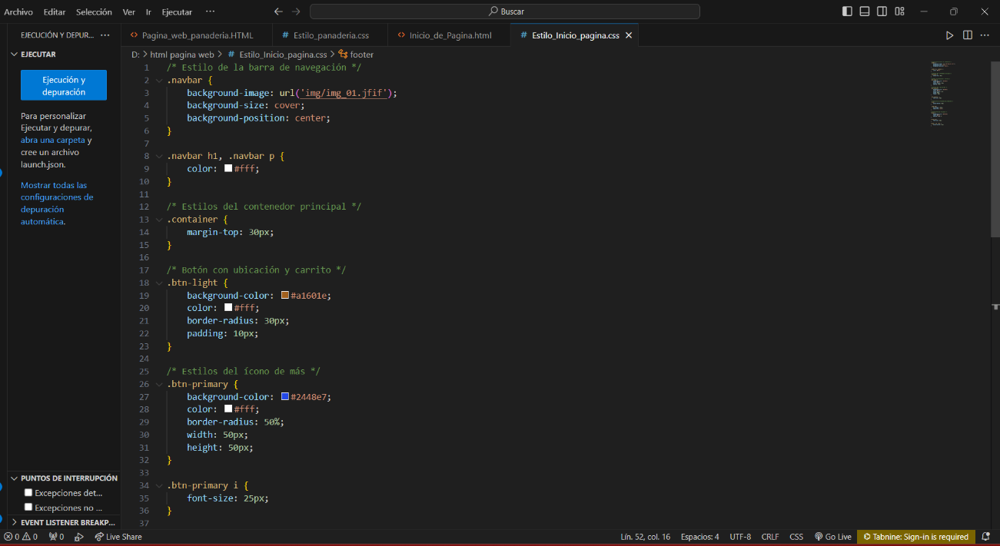 Archivo Editar Selección Ver Ir Ejecutar ··· Buscar
EJECUCIÓN Y DEPUR... ···
Pagina_web_panaderia.HTML # Estilo_panaderia.css Inicio_de_Pagina.html # Estilo_Inicio_pagina.css
EJECUTAR
Ejecución y
depuración
Para personalizar
Ejecutar y depurar,
abra una carpeta y
cree un archivo
launch.json.
Mostrar todas las
configuraciones de
depuración
automática.
PUNTOS DE INTERRUPCIÓN
Excepciones det...
Excepciones no ...
EVENT LISTENER BREAKP...
D: > html pagina web > # Estilo_Inicio_pagina.css > footer
1 /* Estilo de la barra de navegación */
2 .navbar {
3 background-image: url('img/img_01.jfif');
4 background-size: cover;
5 background-position: center;
6 }
7
8 .navbar h1, .navbar p {
9 color: #fff;
10 }
11
12 /* Estilos del contenedor principal */
13 .container {
14 margin-top: 30px;
15 }
16
17 /* Botón con ubicación y carrito */
18 .btn-light {
19 background-color: #a1601e;
20 color: #fff;
21 border-radius: 30px;
22 padding: 10px;
23 }
24
25 /* Estilos del ícono de más */
26 .btn-primary {
27 background-color: #2448e7;
28 color: #fff;
29 border-radius: 50%;
30 width: 50px;
31 height: 50px;
32 }
33
34 .btn-primary i {
35 font-size: 25px;
36 }
37
0 0 0 Live Share Lín. 52, col. 16 Espacios: 4 UTF-8 CRLF CSS Go Live Tabnine: Sign-in is required